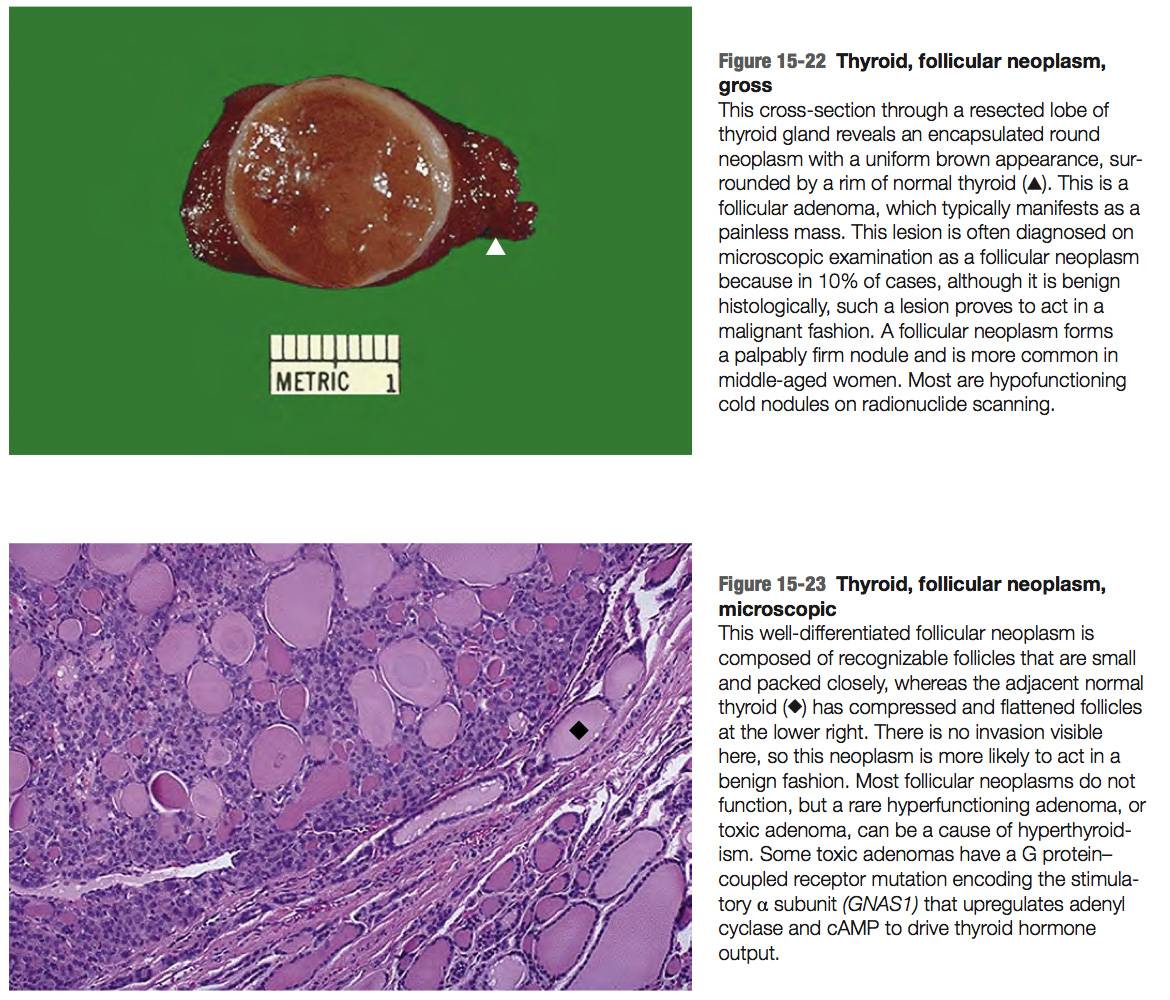 Figure 15-22 Thyroid, follicular neoplasm,
gross
This cross-section through a resected lobe of
thyroid gland reveals an encapsulated round
neoplasm with a uniform brown appearance, sur-
rounded by a rim of normal thyroid (▲). This is a
follicular adenoma, which typically manifests as a
painless mass. This lesion is often diagnosed on
microscopic examination as a follicular neoplasm
because in 10% of cases, although it is benign
histologically, such a lesion proves to act in a
malignant fashion. A follicular neoplasm forms
a palpably firm nodule and is more common in
middle-aged women. Most are hypofunctioning
cold nodules on radionuclide scanning.
METRIC 1
Figure 15-23 Thyroid, follicular neoplasm,
microscopic
This well-differentiated follicular neoplasm is
composed of recognizable follicles that are small
and packed closely, whereas the adjacent normal
thyroid (◆) has compressed and flattened follicles
at the lower right. There is no invasion visible
here, so this neoplasm is more likely to act in a
benign fashion. Most follicular neoplasms do not
function, but a rare hyperfunctioning adenoma, or
toxic adenoma, can be a cause of hyperthyroid-
ism. Some toxic adenomas have a G protein–
coupled receptor mutation encoding the stimula-
tory α subunit (GNAS1) that upregulates adenyl
cyclase and cAMP to drive thyroid hormone
output.